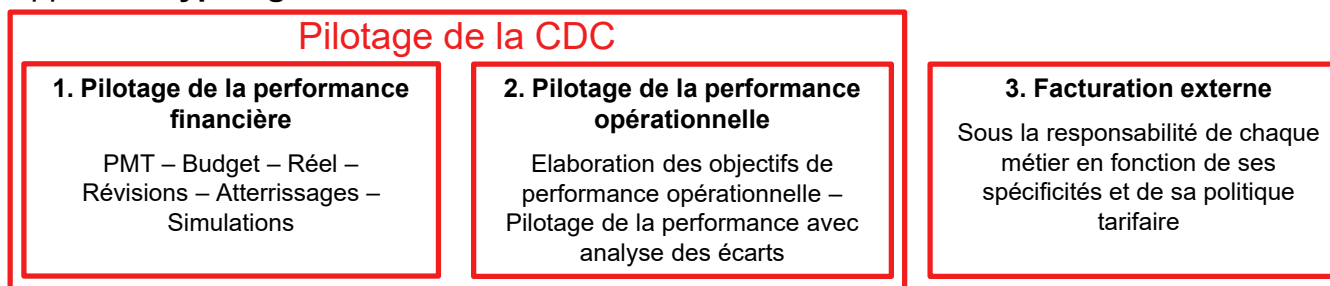 Pilotage de la CDC
1. Pilotage de la performance
financière
PMT – Budget – Réel –
Révisions – Atterrissages –
Simulations
2. Pilotage de la performance
opérationnelle
Elaboration des objectifs de
performance opérationnelle –
Pilotage de la performance avec
analyse des écarts
3. Facturation externe
Sous la responsabilité de chaque
métier en fonction de ses
spécificités et de sa politique
tarifaire